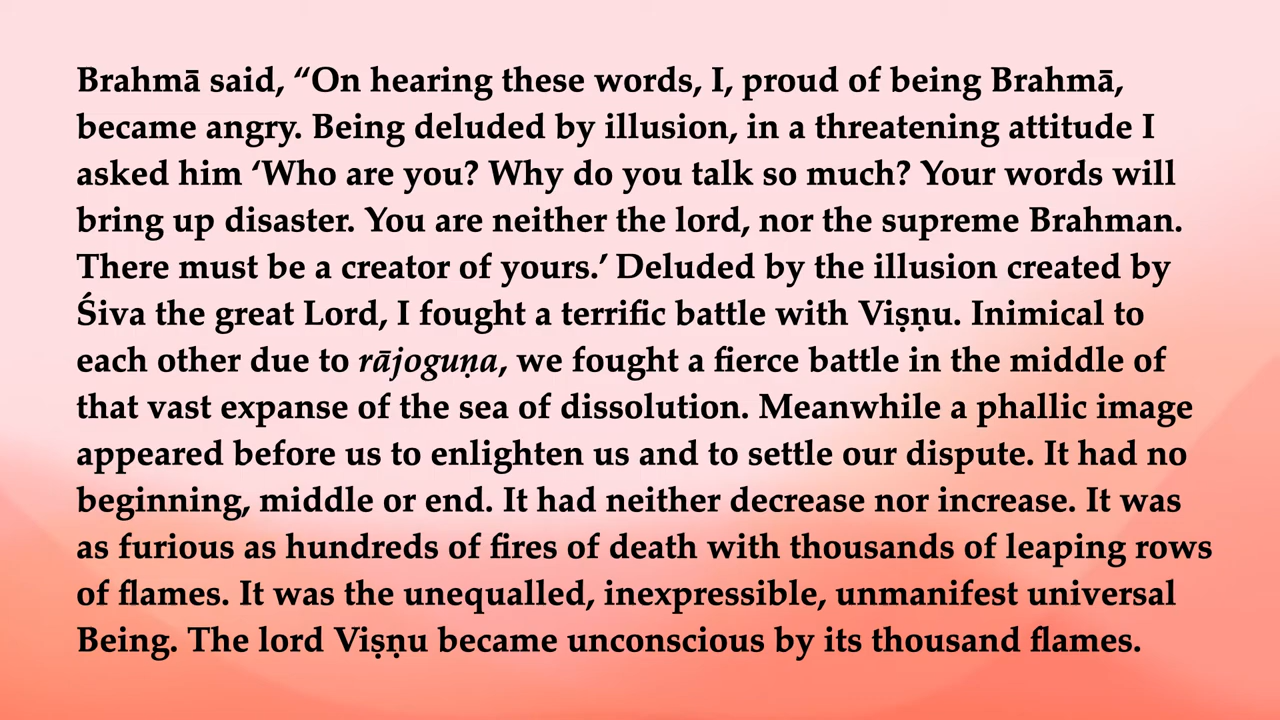 Brahmā said, “On hearing these words, I, proud of being Brahmā,
became angry. Being deluded by illusion, in a threatening attitude I
asked him ‘Who are you? Why do you talk so much? Your words will
bring up disaster. You are neither the lord, nor the supreme Brahman.
There must be a creator of yours.’ Deluded by the illusion created by
Śiva the great Lord, I fought a terrific battle with Viṣṇu. Inimical to
each other due to rājoguṇa, we fought a fierce battle in the middle of
that vast expanse of the sea of dissolution. Meanwhile a phallic image
appeared before us to enlighten us and to settle our dispute. It had no
beginning, middle or end. It had neither decrease nor increase. It was
as furious as hundreds of fires of death with thousands of leaping rows
of flames. It was the unequalled, inexpressible, unmanifest universal
Being. The lord Viṣṇu became unconscious by its thousand flames.